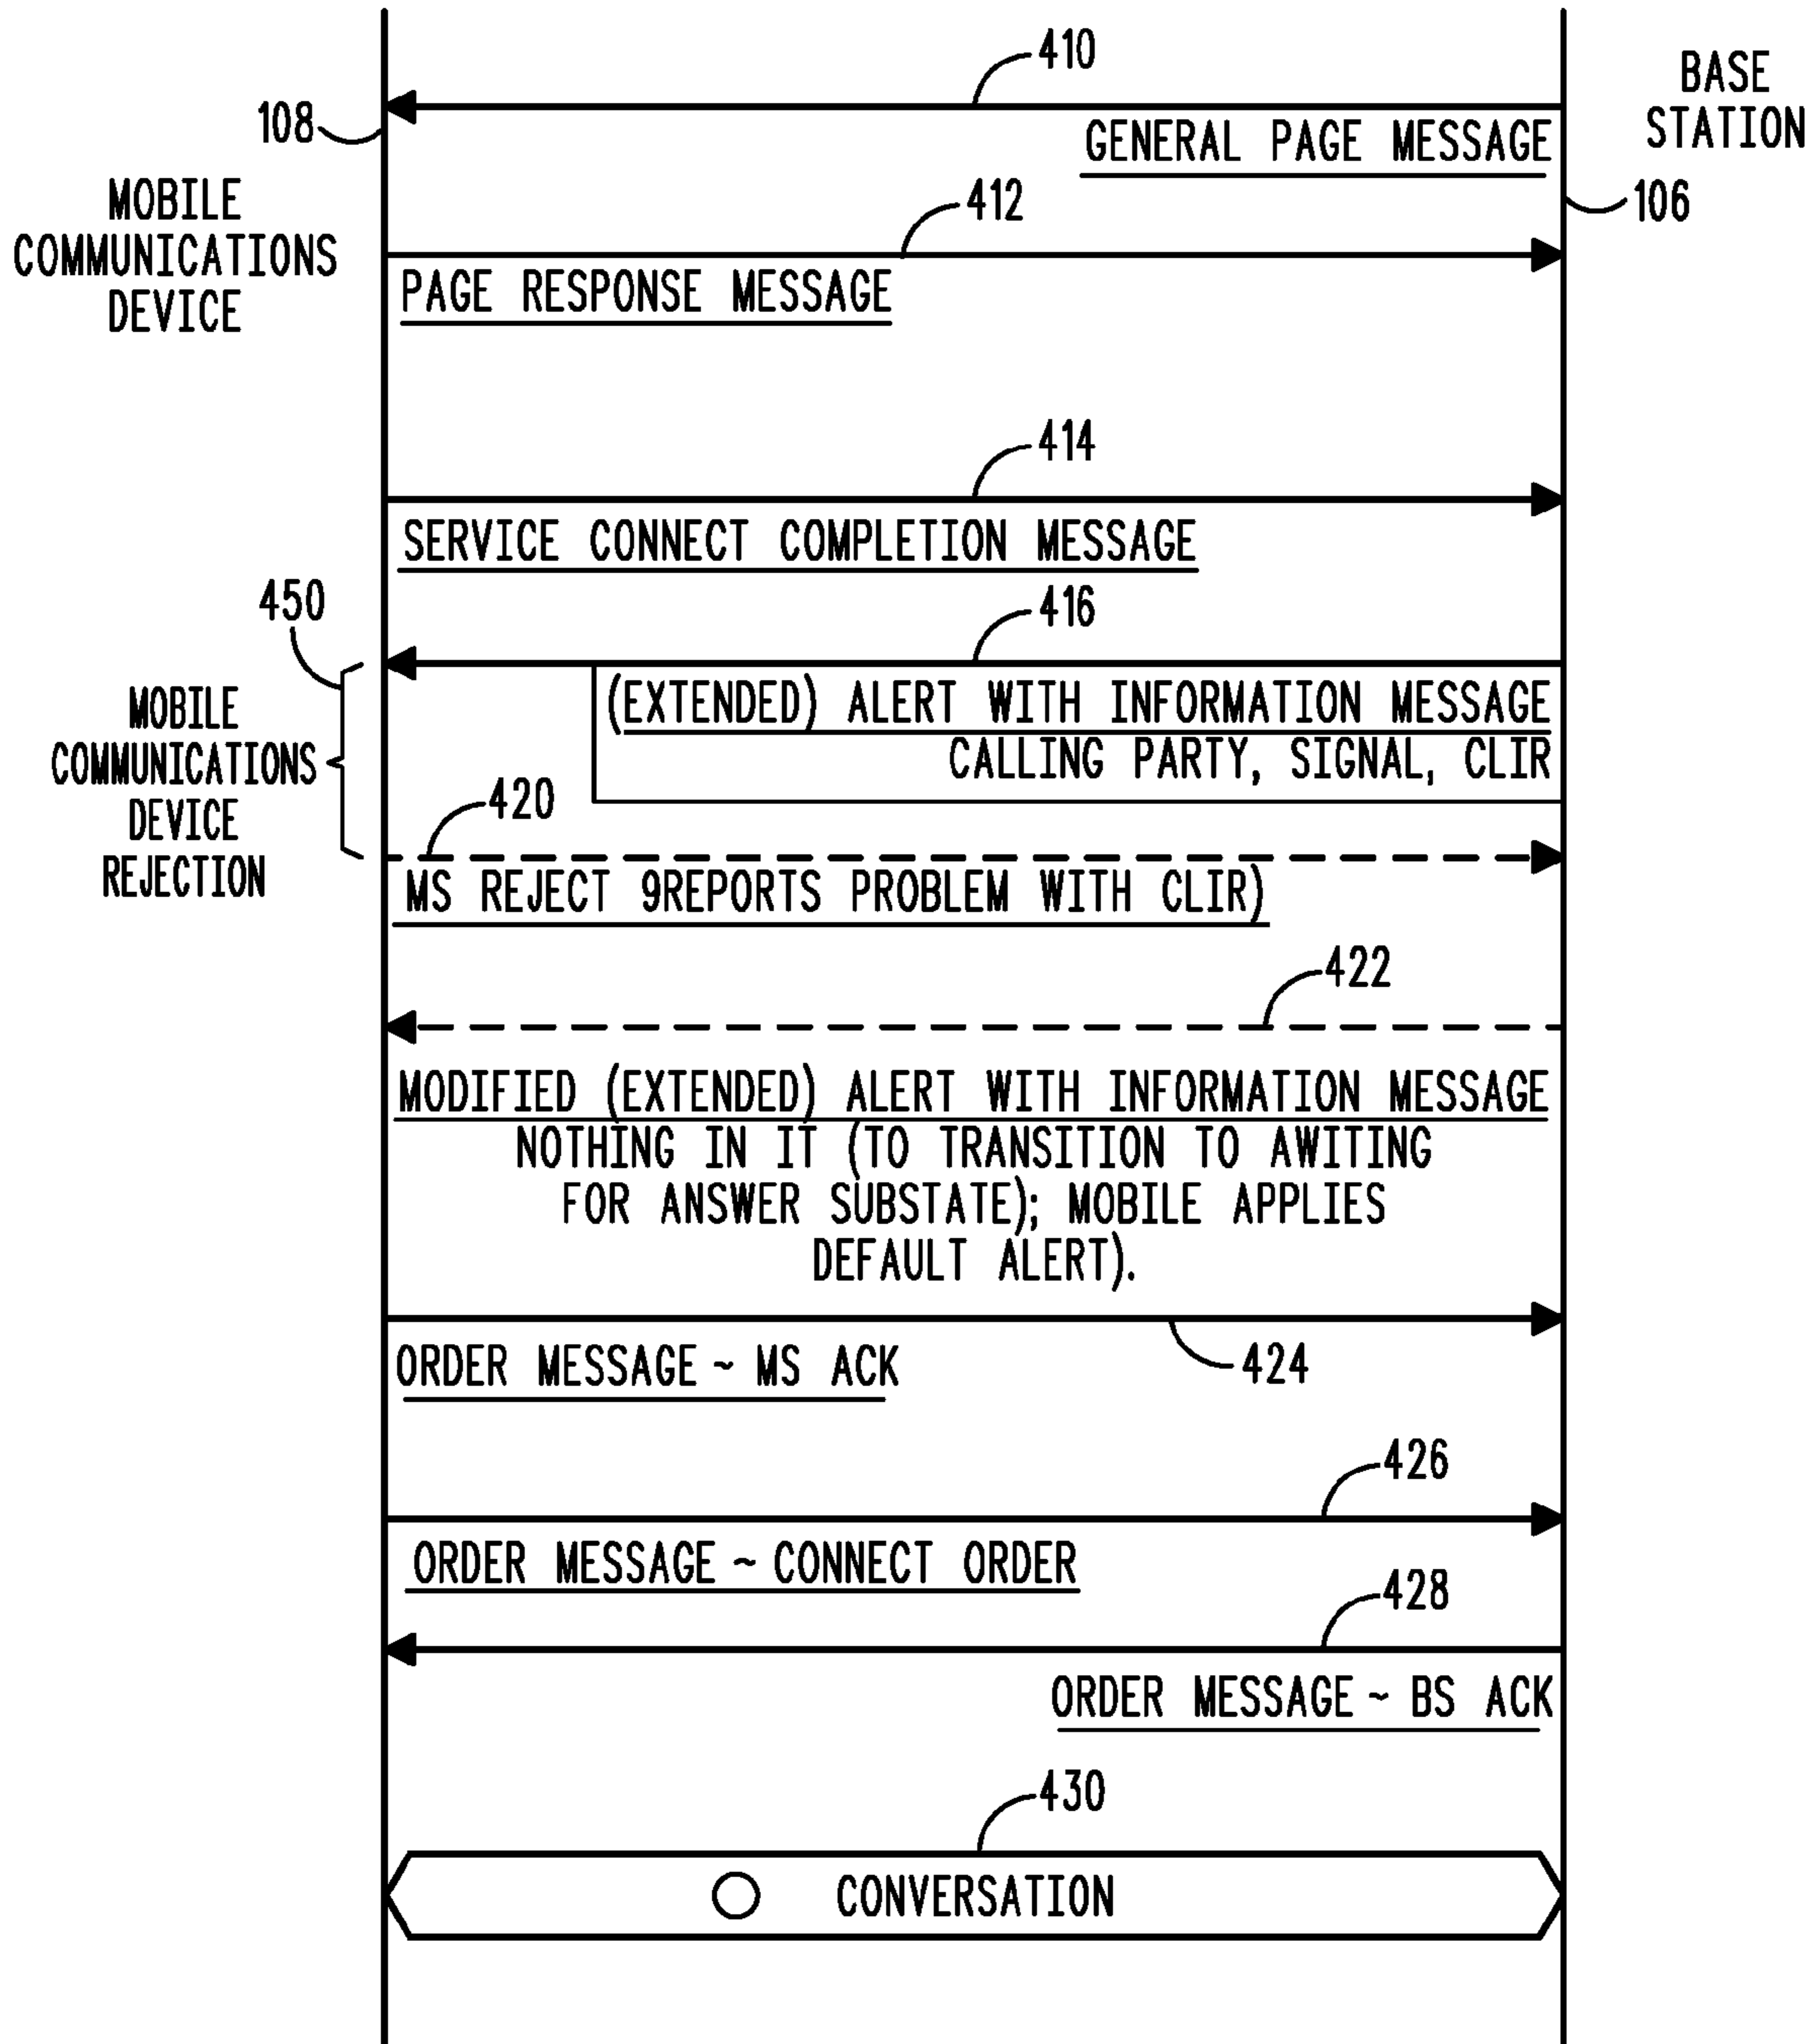 410
BASE
STATION
108
GENERAL PAGE MESSAGE
106
MOBILE
COMMUNICATIONS
DEVICE
412
PAGE RESPONSE MESSAGE
414
SERVICE CONNECT COMPLETION MESSAGE
450
416
MOBILE
COMMUNICATIONS
DEVICE
REJECTION
(EXTENDED) ALERT WITH INFORMATION MESSAGE
CALLING PARTY, SIGNAL, CLIR
420
MS REJECT 9REPORTS PROBLEM WITH CLIR)
422
MODIFIED (EXTENDED) ALERT WITH INFORMATION MESSAGE
NOTHING IN IT (TO TRANSITION TO AWITING
FOR ANSWER SUBSTATE); MOBILE APPLIES
DEFAULT ALERT).
424
ORDER MESSAGE ~ MS ACK
426
ORDER MESSAGE ~ CONNECT ORDER
428
ORDER MESSAGE ~ BS ACK
430
CONVERSATION